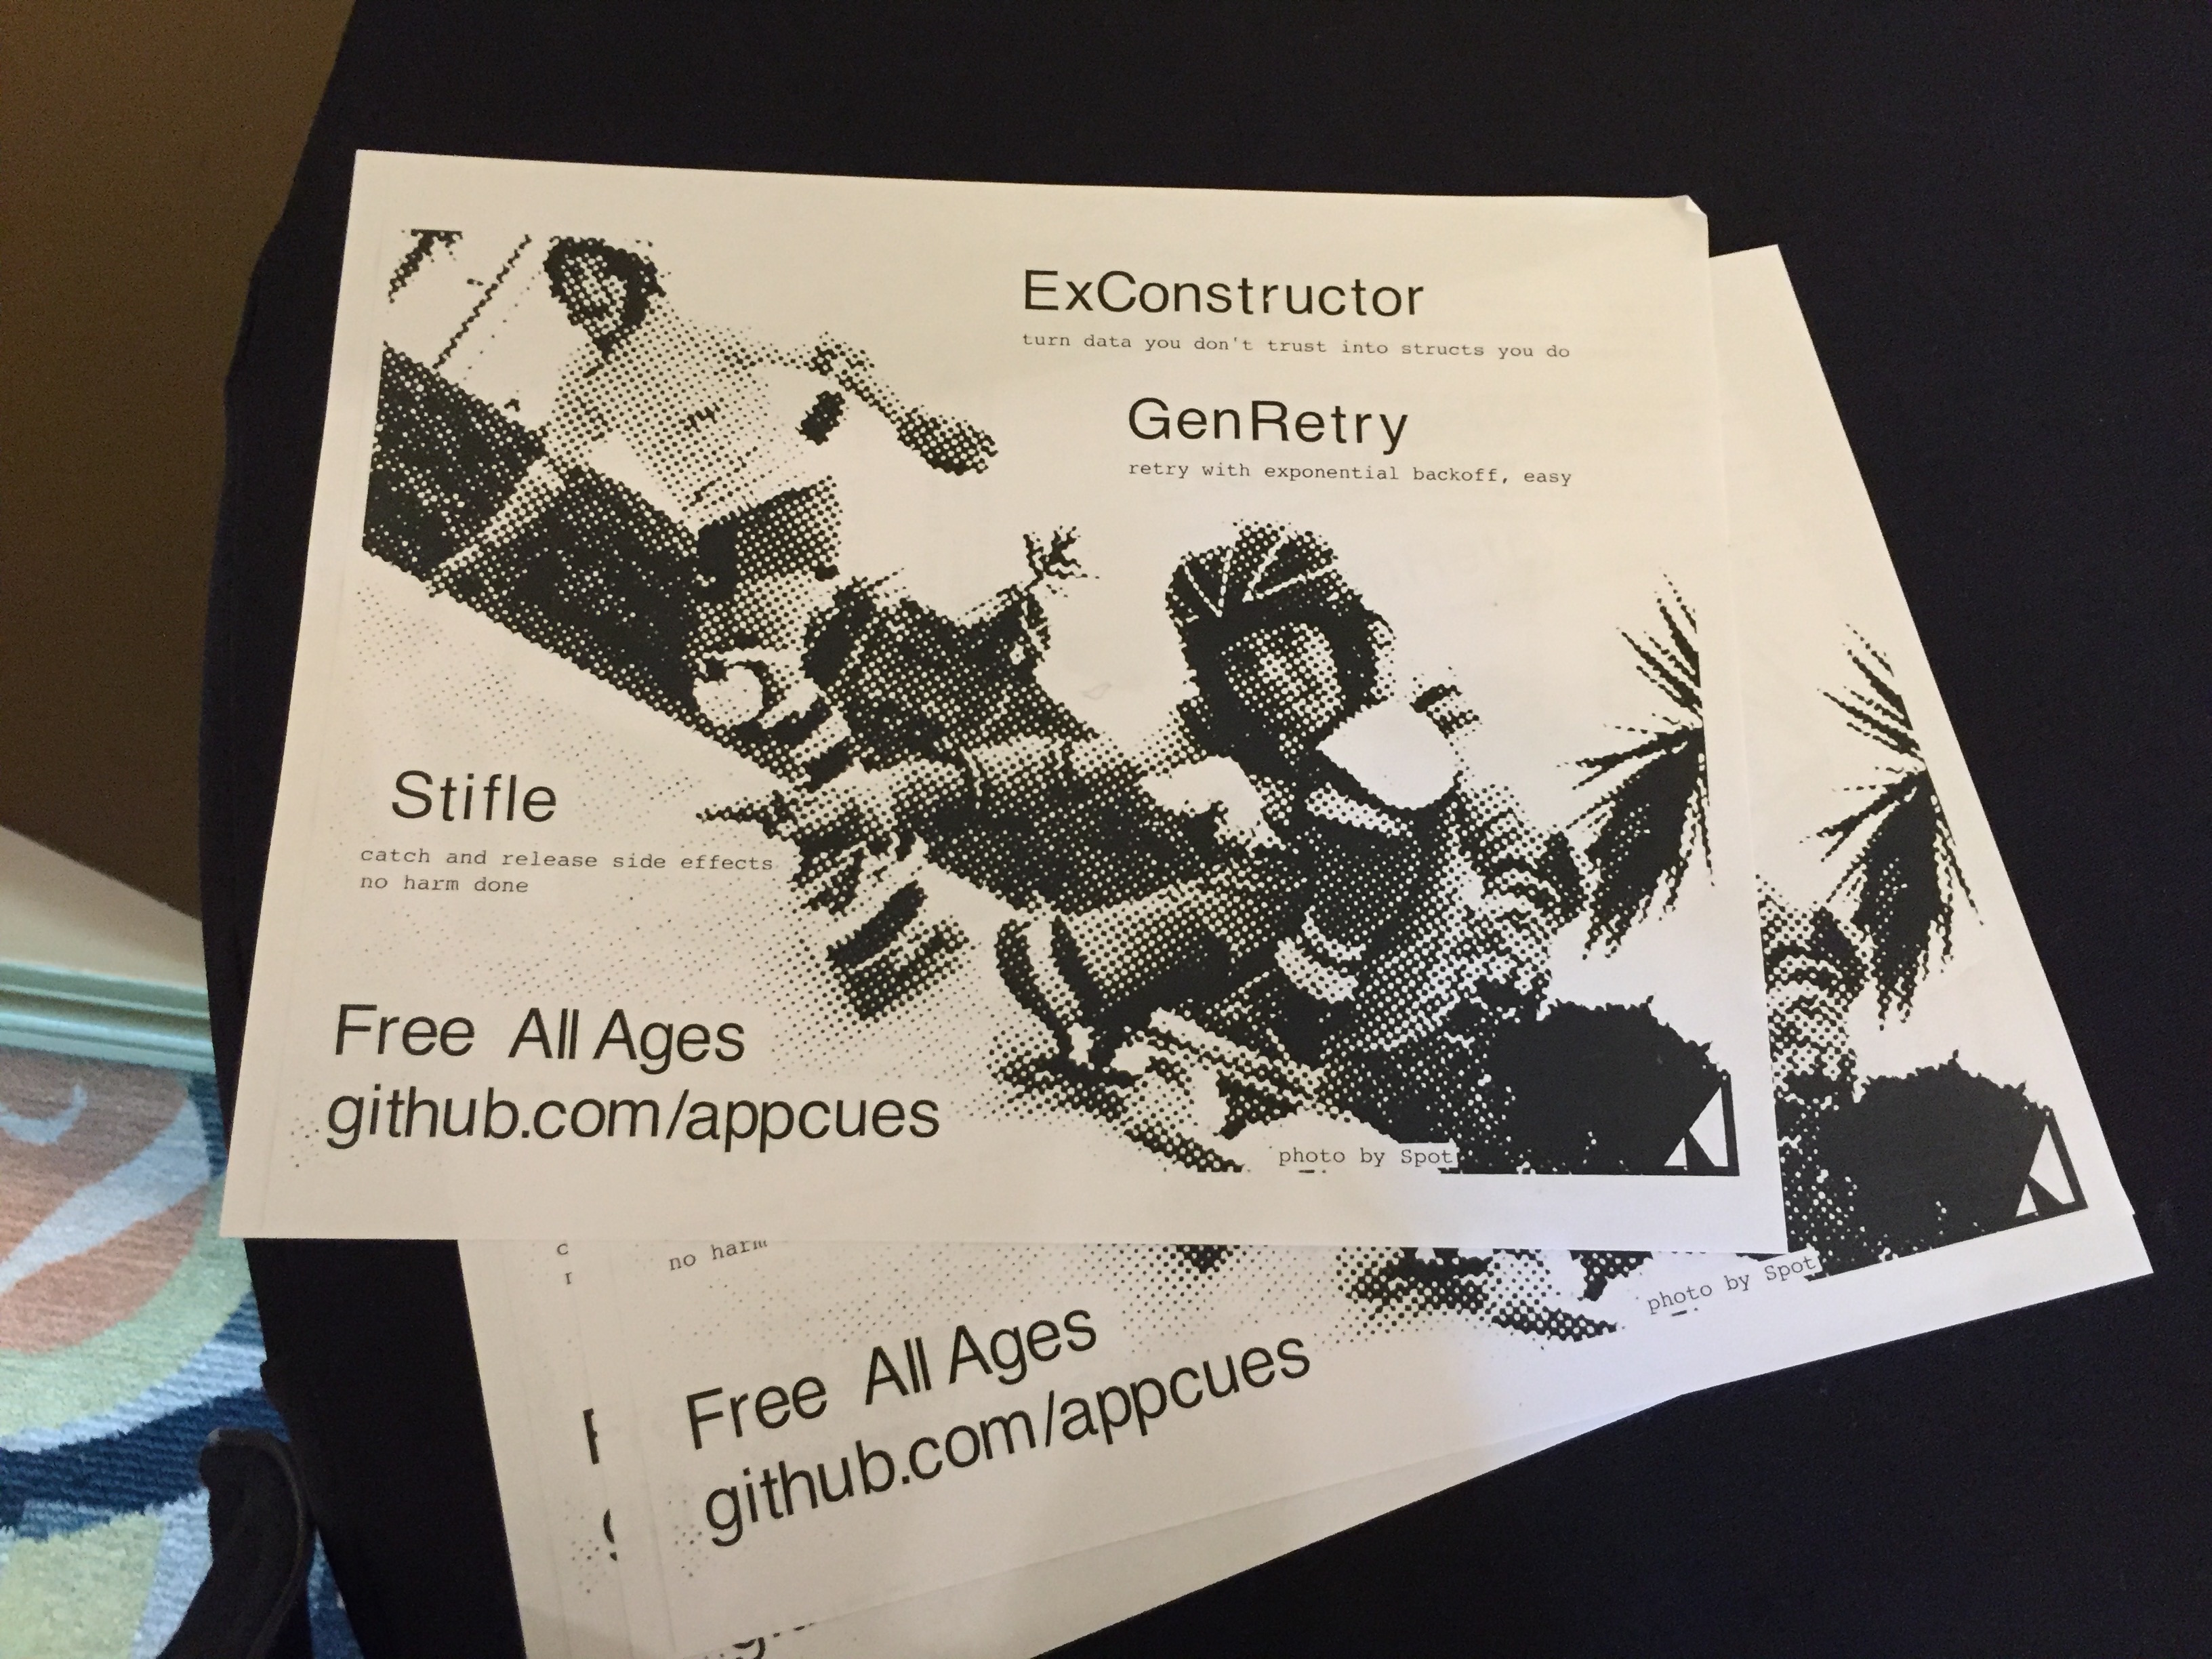 ExConstructor
turn data you don't trust into structs you do
GenRetry
retry with exponential backoff, easy
Stifle
catch and release side effects
no harm done
Free All Ages
github.com/appcues
photo by Spot
no harm
photo by Spot
Free All Ages
github.com/appcues